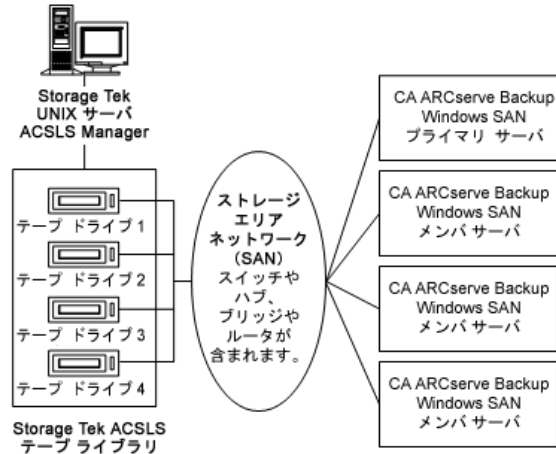 Storage Tek
UNIX サーバ
ACSLS Manager
テープ ドライブ 1
テープ ドライブ 2
テープ ドライブ 3
テープ ドライブ 4
Storage Tek ACSLS
テープ ライブラリ
ストレージ
エリア
ネットワーク
(SAN)
スイッチや
ハブ、
ブリッジや
ルータが
含まれます。
CA ARCserve Backup
Windows SAN
プライマリ サーバ
CA ARCserve Backup
Windows SAN
メンバ サーバ
CA ARCserve Backup
Windows SAN
メンバ サーバ
CA ARCserve Backup
Windows SAN
メンバ サーバ